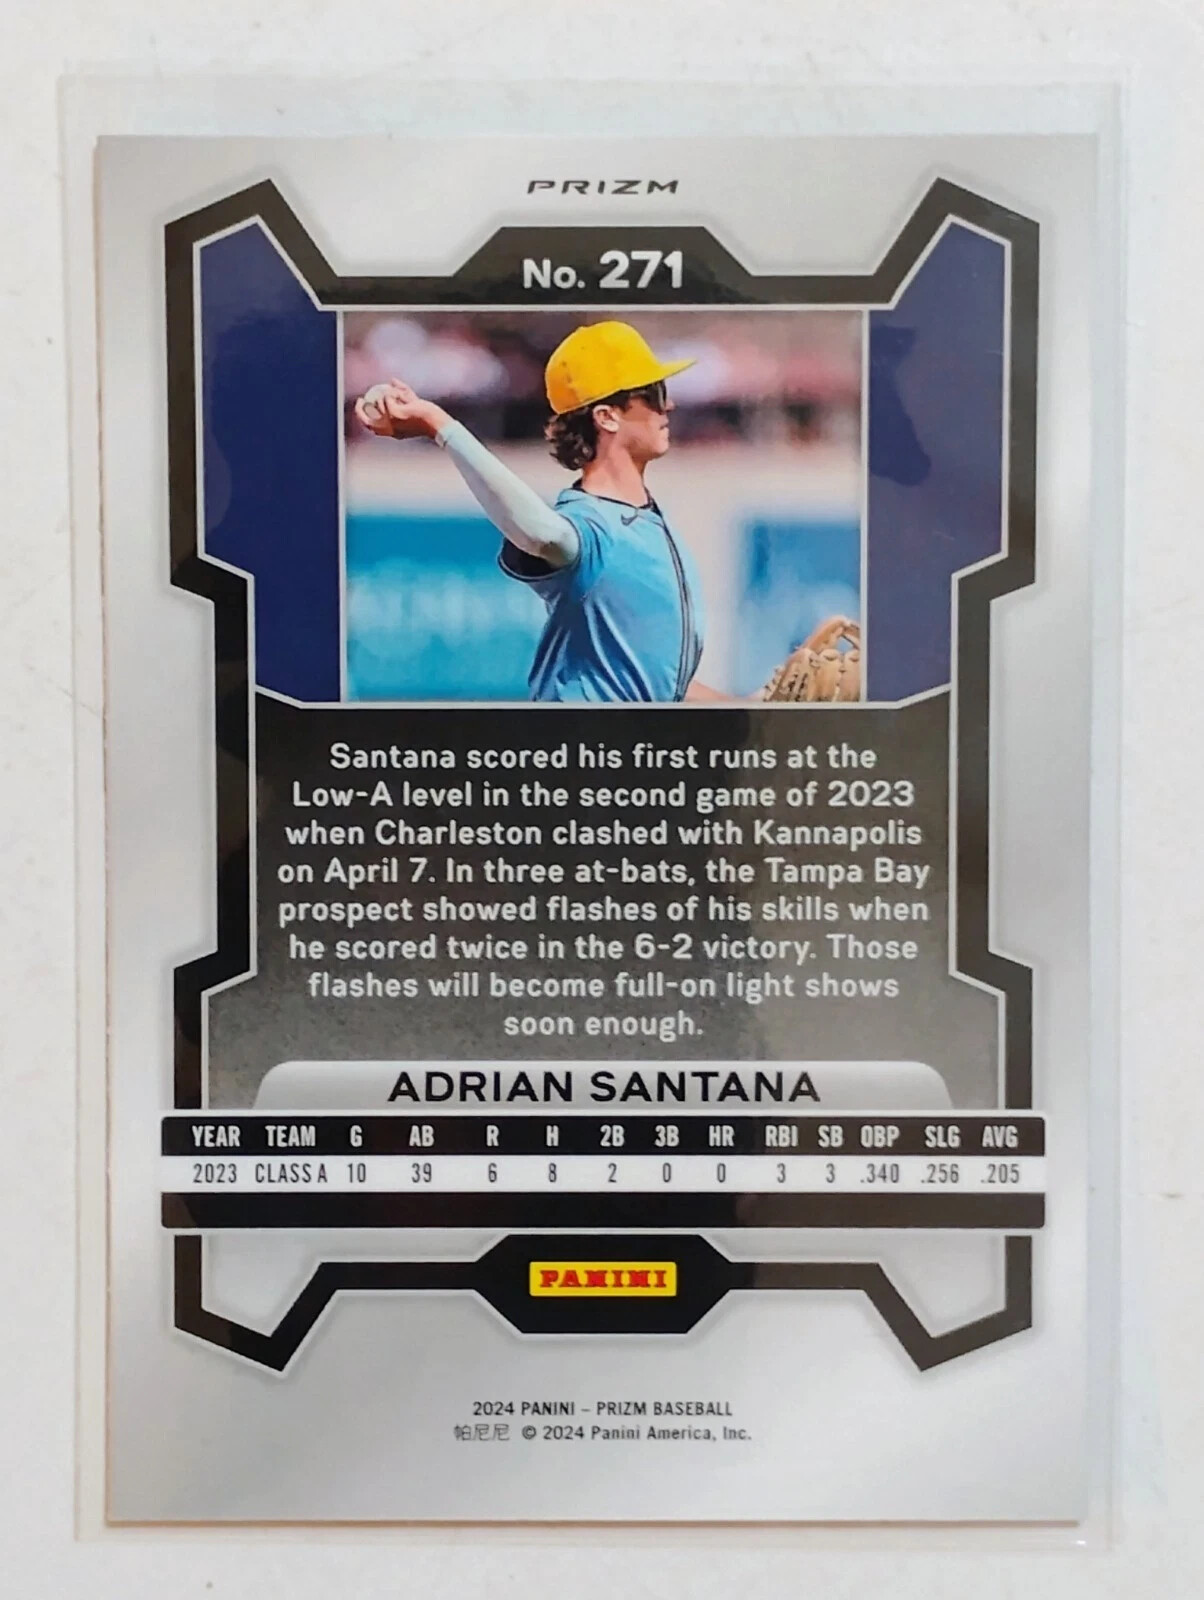 PRIZM
No. 271
Santana scored his first runs at the
Low-A level in the second game of 2023
when Charleston clashed with Kannapolis
on April 7. In three at-bats, the Tampa Bay
prospect showed flashes of his skills when
he scored twice in the 6-2 victory. Those
flashes will become full-on light shows
soon enough.
ADRIAN SANTANA
YEAR TEAM G AB R H 2B 3B HR RBI SB OBP SLG AVG
2023 CLASS A 10 39 6 8 2 0 0 3 3 .340 .256 .205
PANINI
2024 PANINI – PRIZM BASEBALL
帕尼尼 © 2024 Panini America, Inc.